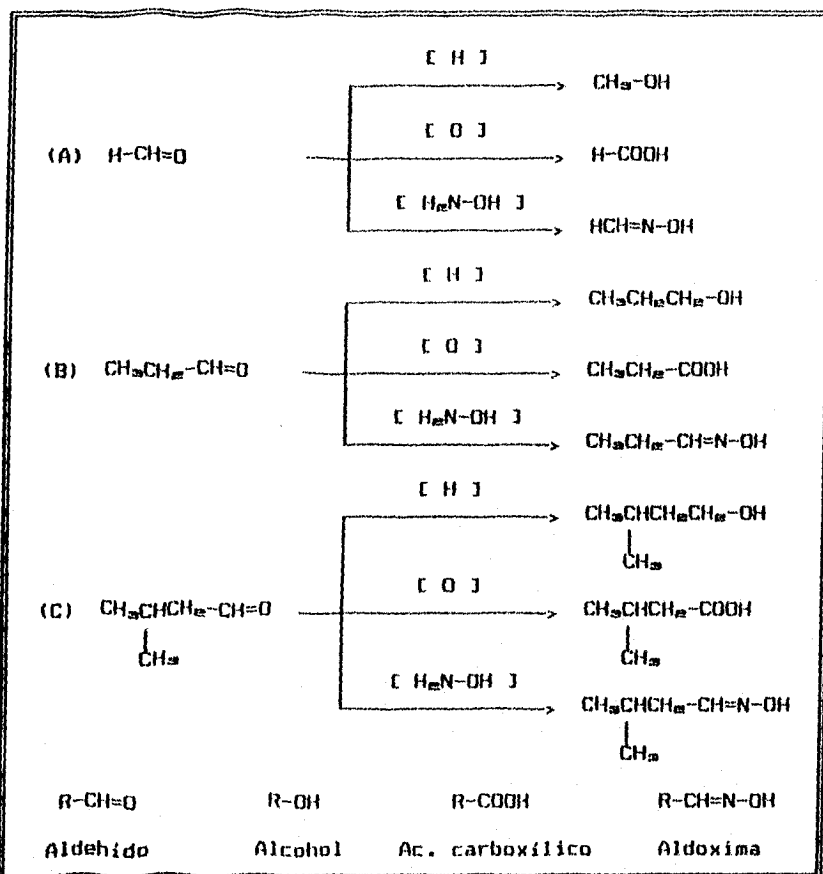 [ H ]
CH₃-OH
[ O ]
(A) H-CH=O
H-COOH
[ H₂N-OH ]
HCH=N-OH
[ H ]
CH₃CH₂CH₂-OH
[ O ]
(B) CH₃CH₂-CH=O
CH₃CH₂-COOH
[ H₂N-OH ]
CH₃CH₂-CH=N-OH
[ H ]
CH₃CHCH₂CH₂-OH
CH₃
[ O ]
(C) CH₃CHCH₂-CH=O
CH₃CHCH₂-COOH
CH₃
CH₃
[ H₂N-OH ]
CH₃CHCH₂-CH=N-OH
CH₃
R-CH=O R-OH R-COOH R-CH=N-OH
Aldehido Alcohol Ac. carboxílico Aldoxima